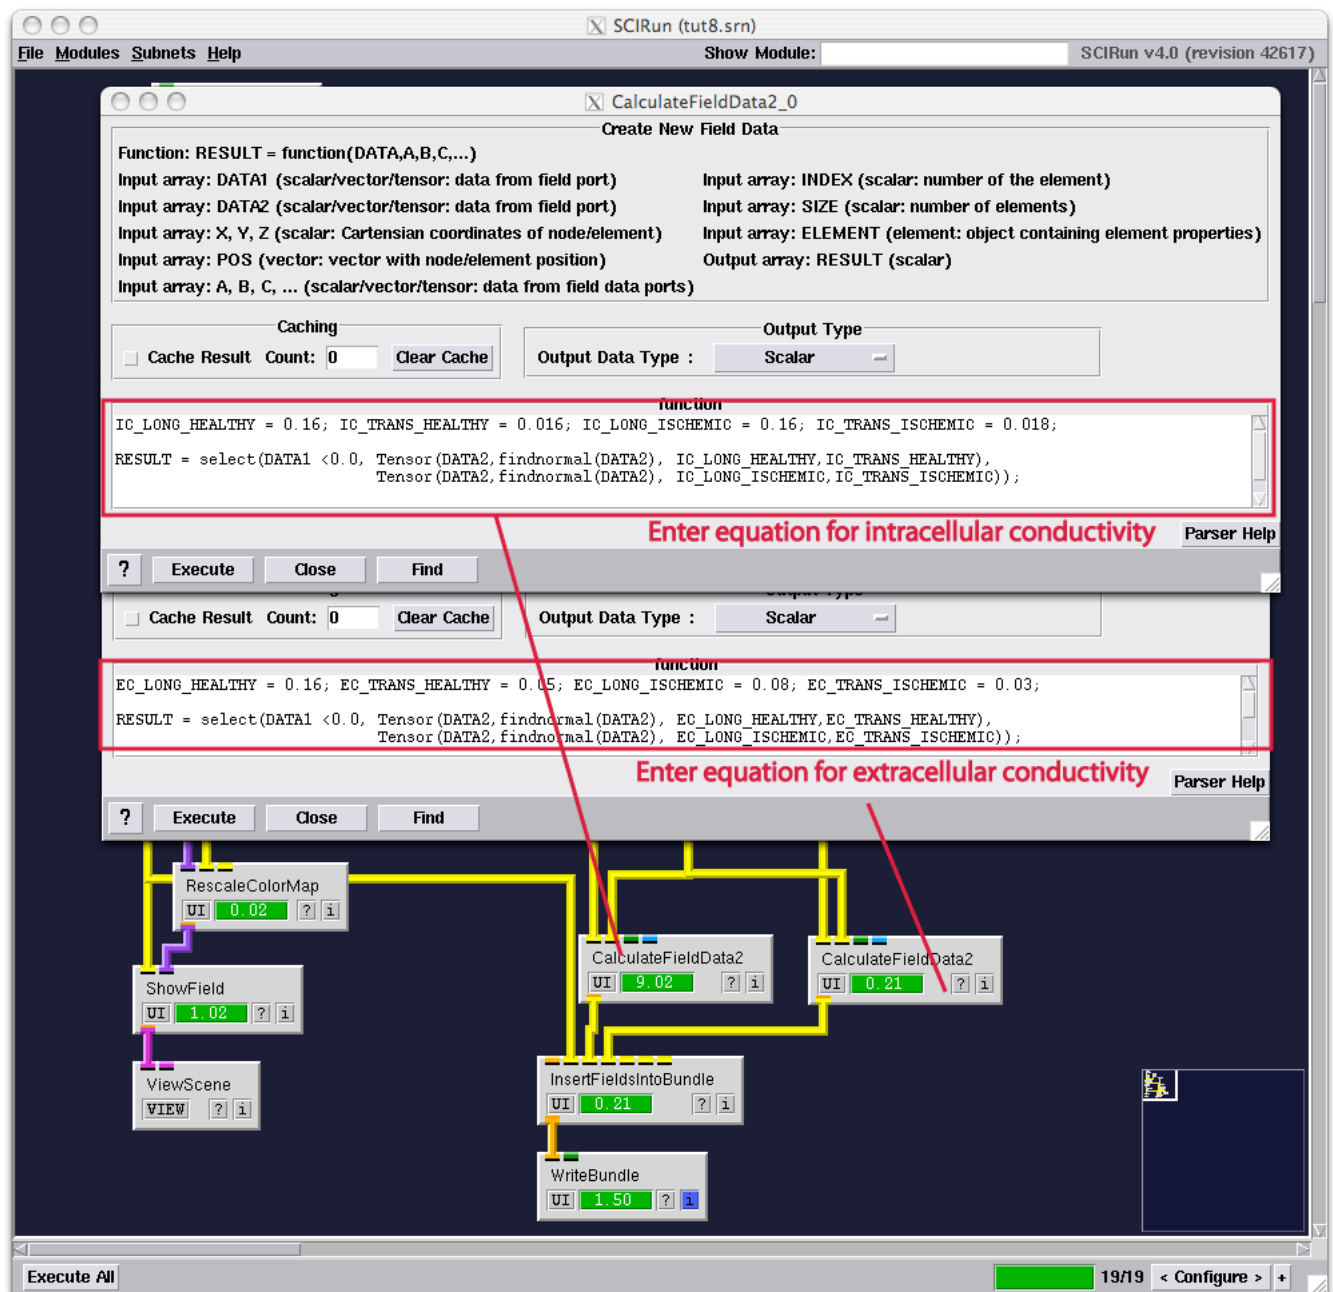 SCIRun (tut8.srn)
File Modules Subnets Help Show Module: SCIRun v4.0 (revision 42617)
CalculateFieldData2_0
Create New Field Data
Function: RESULT = function(DATA,A,B,C,...)
Input array: DATA1 (scalar/vector/tensor: data from field port) Input array: INDEX (scalar: number of the element)
Input array: DATA2 (scalar/vector/tensor: data from field port) Input array: SIZE (scalar: number of elements)
Input array: X, Y, Z (scalar: Cartensian coordinates of node/element) Input array: ELEMENT (element: object containing element properties)
Input array: POS (vector: vector with node/element position) Output array: RESULT (scalar)
Input array: A, B, C, ... (scalar/vector/tensor: data from field data ports)
Caching Output Type
Cache Result Count: 0 Clear Cache Output Data Type : Scalar
function
IC_LONG_HEALTHY = 0.16; IC_TRANS_HEALTHY = 0.016; IC_LONG_ISCHEMIC = 0.16; IC_TRANS_ISCHEMIC = 0.018;
RESULT = select(DATA1 <0.0, Tensor(DATA2,findnormal(DATA2), IC_LONG_HEALTHY,IC_TRANS_HEALTHY),
Tensor(DATA2,findnormal(DATA2), IC_LONG_ISCHEMIC,IC_TRANS_ISCHEMIC));
Enter equation for intracellular conductivity Parser Help
? Execute Close Find
Output Type
Cache Result Count: 0 Clear Cache Output Data Type : Scalar
function
EC_LONG_HEALTHY = 0.16; EC_TRANS_HEALTHY = 0.05; EC_LONG_ISCHEMIC = 0.08; EC_TRANS_ISCHEMIC = 0.03;
RESULT = select(DATA1 <0.0, Tensor(DATA2,findnormal(DATA2), EC_LONG_HEALTHY,EC_TRANS_HEALTHY),
Tensor(DATA2,findnormal(DATA2), EC_LONG_ISCHEMIC,EC_TRANS_ISCHEMIC));
Enter equation for extracellular conductivity Parser Help
? Execute Close Find
RescaleColorMap
UI 0.02 ? i
CalculateFieldData2 CalculateFieldData2
UI 9.02 ? i UI 0.21 ? i
ShowField
UI 1.02 ? i
ViewScene
VIEW ? i
InsertFieldsIntoBundle
UI 0.21 ? i
WriteBundle
UI 1.50 ? i
Execute All 19/19 < Configure > +